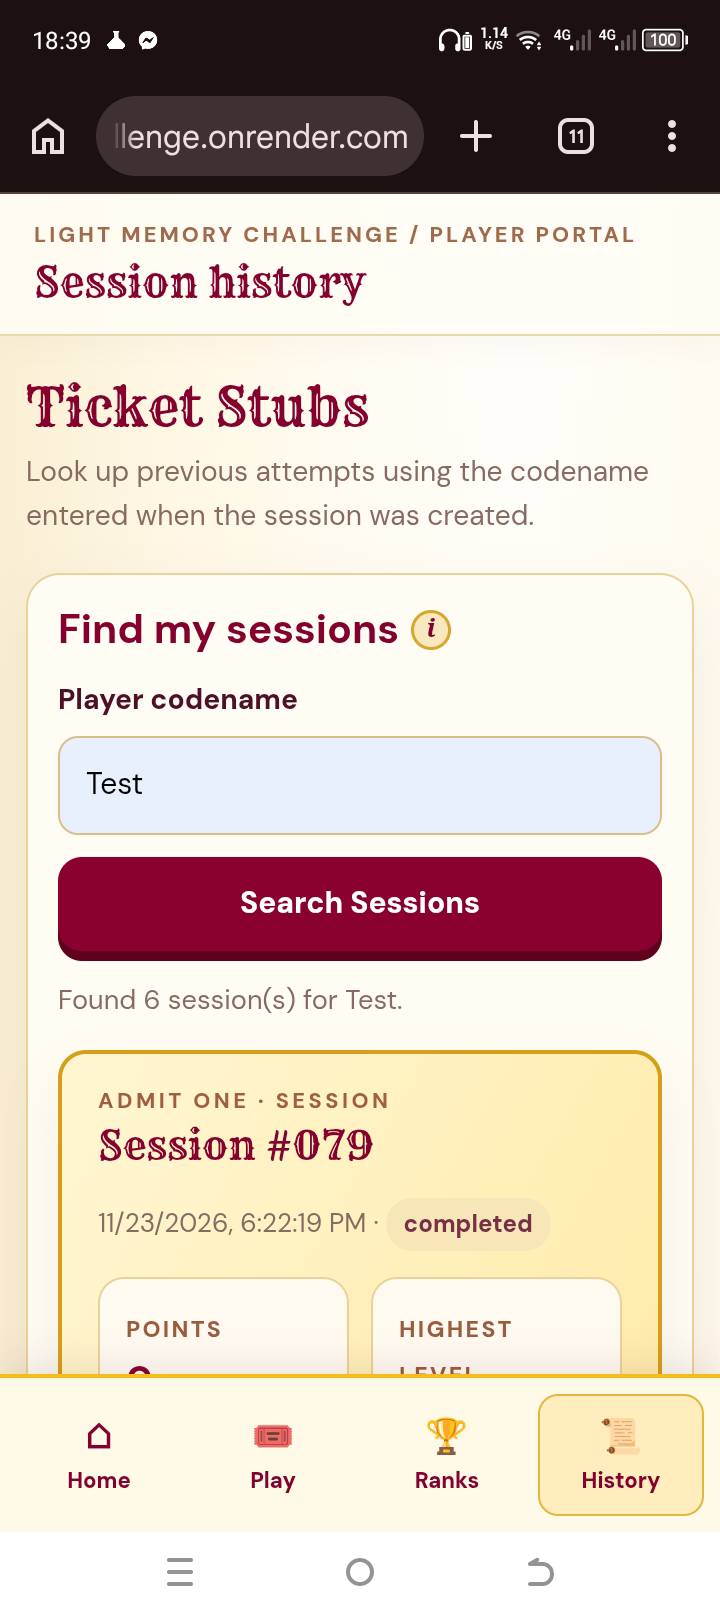 18:39
1.14
K/S
4G
4G
100
llenge.onrender.com
11
LIGHT MEMORY CHALLENGE / PLAYER PORTAL
Session history
Ticket Stubs
Look up previous attempts using the codename
entered when the session was created.
Find my sessions i
Player codename
Test
Search Sessions
Found 6 session(s) for Test.
ADMIT ONE · SESSION
Session #079
11/23/2026, 6:22:19 PM · completed
POINTS
HIGHEST
LEVEL
Home
Play
Ranks
History